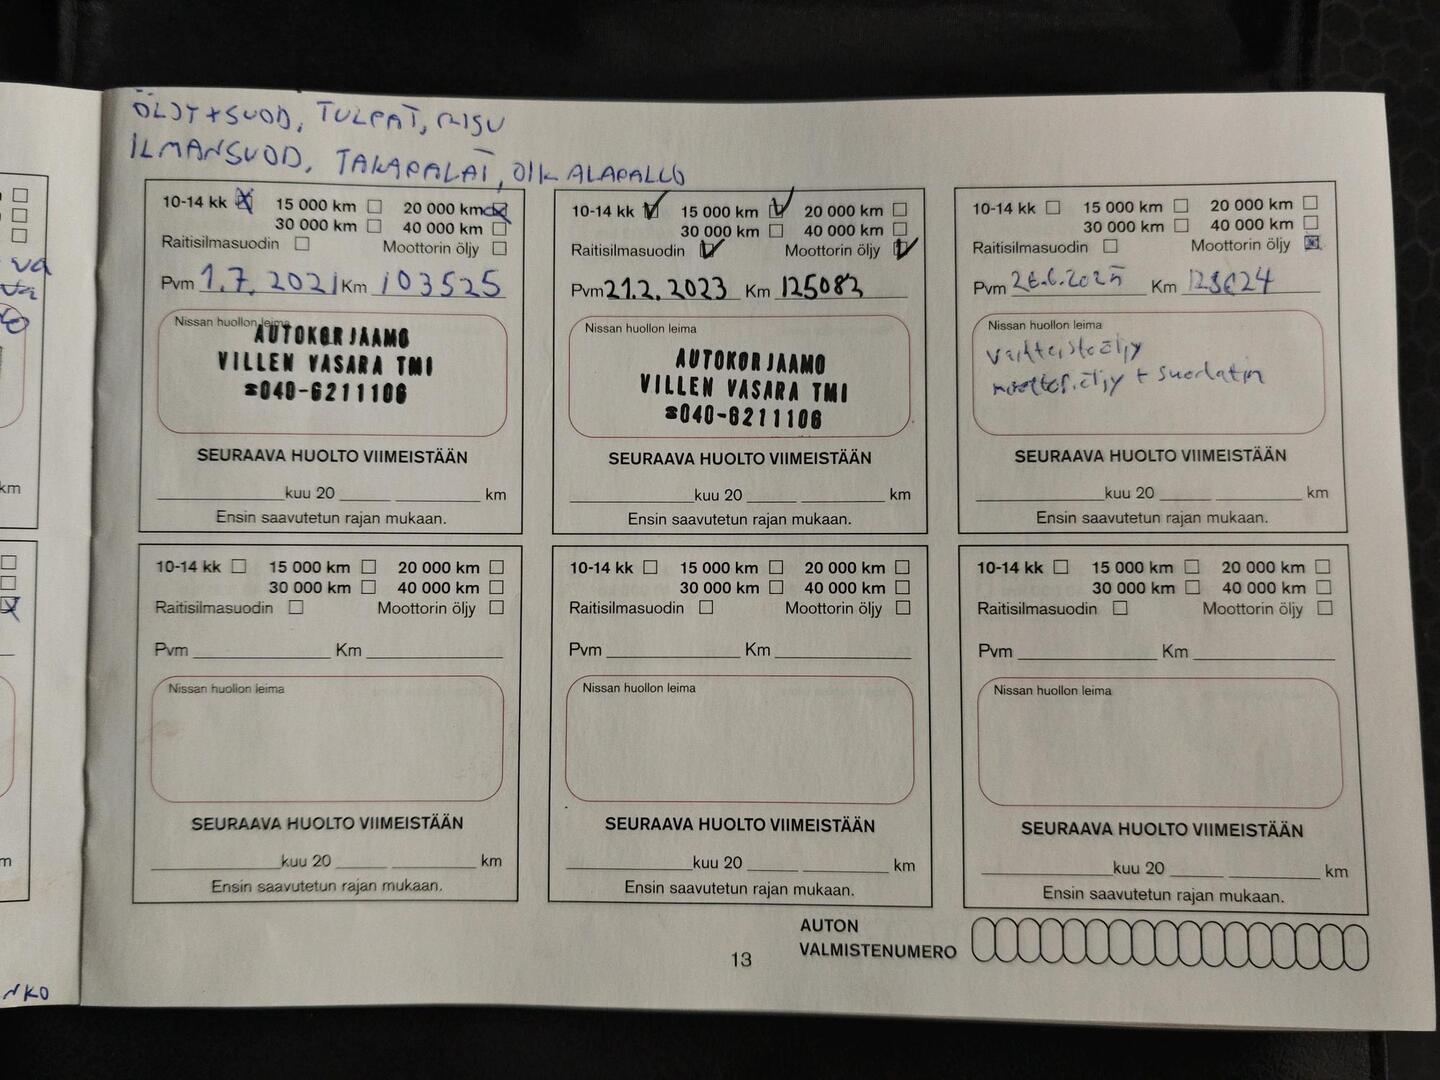 ÖLJY+SUOD, TULPAT, RISU
ILMANSUOD, TAKAPALAT, OIK ALAPALLO
10-14 kk 15 000 km 20 000 km
30 000 km 40 000 km
Raitisilmasuodin Moottorin öljy
Pvm 1.7.2021 Km 103525
Nissan huollon leima
AUTOKORJAAMO
VILLEN VASARA TMI
☎040-6211106
SEURAAVA HUOLTO VIIMEISTÄÄN
kuu 20 km
Ensin saavutetun rajan mukaan.
10-14 kk 15 000 km 20 000 km
30 000 km 40 000 km
Raitisilmasuodin Moottorin öljy
Pvm 21.2.2023 Km 125082
Nissan huollon leima
AUTOKORJAAMO
VILLEN VASARA TMI
☎040-6211106
SEURAAVA HUOLTO VIIMEISTÄÄN
kuu 20 km
Ensin saavutetun rajan mukaan.
10-14 kk 15 000 km 20 000 km
30 000 km 40 000 km
Raitisilmasuodin Moottorin öljy
Pvm Km
Nissan huollon leima
vaihteistoöljy
moottoriöljy + suodatin
SEURAAVA HUOLTO VIIMEISTÄÄN
kuu 20 km
Ensin saavutetun rajan mukaan.
10-14 kk 15 000 km 20 000 km
30 000 km 40 000 km
Raitisilmasuodin Moottorin öljy
Pvm Km
Nissan huollon leima
SEURAAVA HUOLTO VIIMEISTÄÄN
kuu 20 km
Ensin saavutetun rajan mukaan.
10-14 kk 15 000 km 20 000 km
30 000 km 40 000 km
Raitisilmasuodin Moottorin öljy
Pvm Km
Nissan huollon leima
SEURAAVA HUOLTO VIIMEISTÄÄN
kuu 20 km
Ensin saavutetun rajan mukaan.
10-14 kk 15 000 km 20 000 km
30 000 km 40 000 km
Raitisilmasuodin Moottorin öljy
Pvm Km
Nissan huollon leima
SEURAAVA HUOLTO VIIMEISTÄÄN
kuu 20 km
Ensin saavutetun rajan mukaan.
AUTON
VALMISTENUMERO
13
km